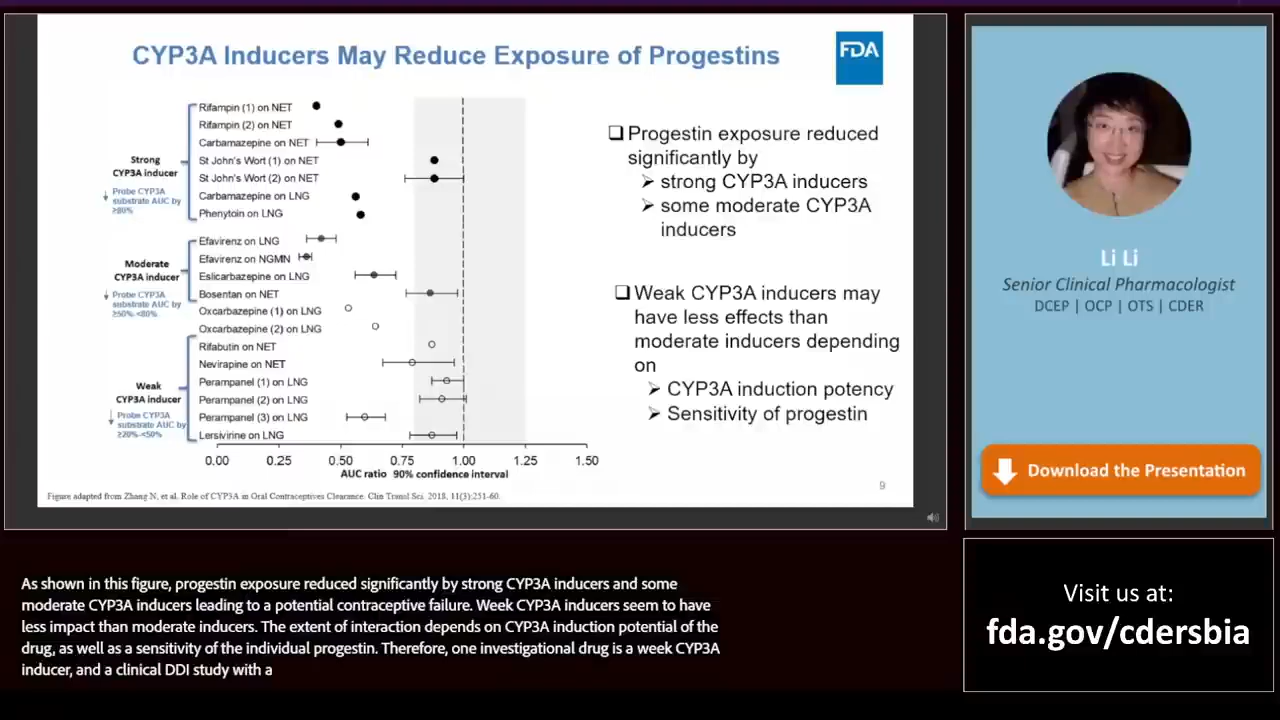 CYP3A Inducers May Reduce Exposure of Progestins
FDA
Rifampin (1) on NET
Rifampin (2) on NET
Carbamazepine on NET
St John's Wort (1) on NET
St John's Wort (2) on NET
Carbamazepine on LNG
Phenytoin on LNG
Strong
CYP3A inducer
↓ Probe CYP3A
substrate AUC by
≥80%
Efavirenz on LNG
Efavirenz on NGMN
Eslicarbazepine on LNG
Bosentan on NET
Oxcarbazepine (1) on LNG
Oxcarbazepine (2) on LNG
Moderate
CYP3A inducer
↓ Probe CYP3A
substrate AUC by
≥50%-<80%
Rifabutin on NET
Nevirapine on NET
Perampanel (1) on LNG
Perampanel (2) on LNG
Perampanel (3) on LNG
Lersivirine on LNG
Weak
CYP3A inducer
↓ Probe CYP3A
substrate AUC by
≥20%-<50%
0.00 0.25 0.50 0.75 1.00 1.25 1.50
AUC ratio 90% confidence interval
❑ Progestin exposure reduced
significantly by
➢ strong CYP3A inducers
➢ some moderate CYP3A
inducers
❑ Weak CYP3A inducers may
have less effects than
moderate inducers depending
on
➢ CYP3A induction potency
➢ Sensitivity of progestin
Figure adapted from Zhang N, et al. Role of CYP3A in Oral Contraceptives Clearance. Clin Transl Sci. 2018, 11(3):251-60.
9
Li Li
Senior Clinical Pharmacologist
DCEP | OCP | OTS | CDER
Download the Presentation
As shown in this figure, progestin exposure reduced significantly by strong CYP3A inducers and some
moderate CYP3A inducers leading to a potential contraceptive failure. Week CYP3A inducers seem to have
less impact than moderate inducers. The extent of interaction depends on CYP3A induction potential of the
drug, as well as a sensitivity of the individual progestin. Therefore, one investigational drug is a week CYP3A
inducer, and a clinical DDI study with a
Visit us at:
fda.gov/cdersbia